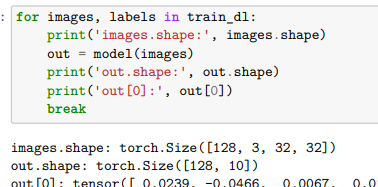 : for images, labels in train_dl:
    print('images.shape:', images.shape)
    out = model(images)
    print('out.shape:', out.shape)
    print('out[0]:', out[0])
    break
images.shape: torch.Size([128, 3, 32, 32])
out.shape: torch.Size([128, 10])
out[0]: tensor([ 0.0239, -0.0466, 0.0067, 0.0